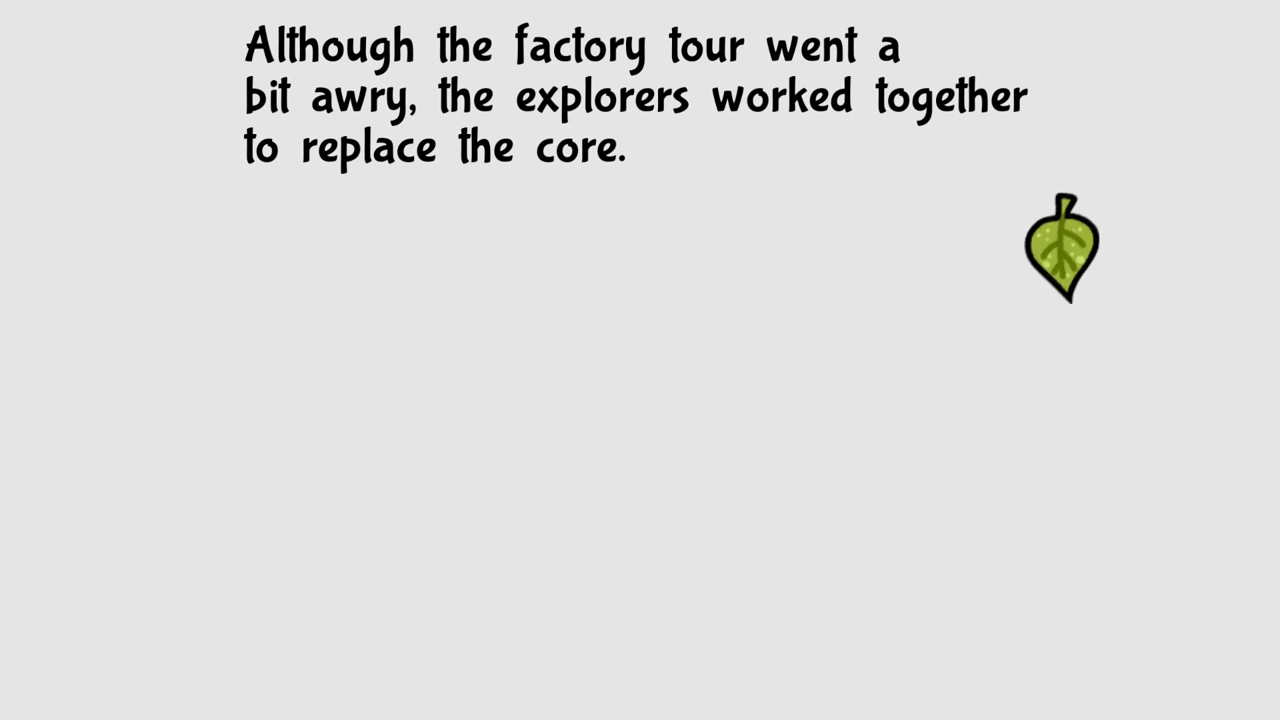 Although the factory tour went a
bit awry, the explorers worked together
to replace the core.